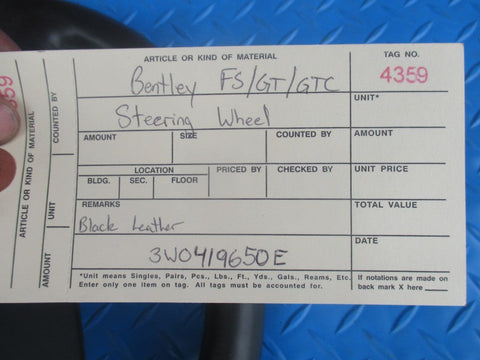 ARTICLE OR KIND OF MATERIAL
Bentley FS/GT/GTC
TAG NO.
4359
Steering Wheel
UNIT*
AMOUNT
SIZE
COUNTED BY
AMOUNT
LOCATION
BLDG.
SEC.
FLOOR
PRICED BY
CHECKED BY
UNIT PRICE
REMARKS
Black Leather
TOTAL VALUE
3W0419650E
DATE
*Unit means Singles, Pairs, Pcs., Lbs., Ft., Yds., Gals., Reams, Etc.
Enter only one item on tag. All tags must be accounted for.
If notations are made on
back mark X here
359
ARTICLE OR KIND OF MATERIAL
COUNTED BY
UNIT
AMOUNT